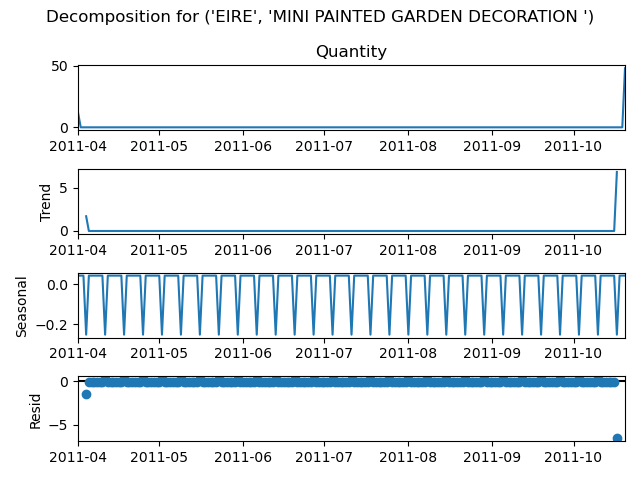 Decomposition for ('EIRE', 'MINI PAINTED GARDEN DECORATION ')
Quantity
50
0
2011-04 2011-05 2011-06 2011-07 2011-08 2011-09 2011-10
Trend
5
0
2011-04 2011-05 2011-06 2011-07 2011-08 2011-09 2011-10
Seasonal
0.0
−0.2
2011-04 2011-05 2011-06 2011-07 2011-08 2011-09 2011-10
Resid
0
−5
2011-04 2011-05 2011-06 2011-07 2011-08 2011-09 2011-10